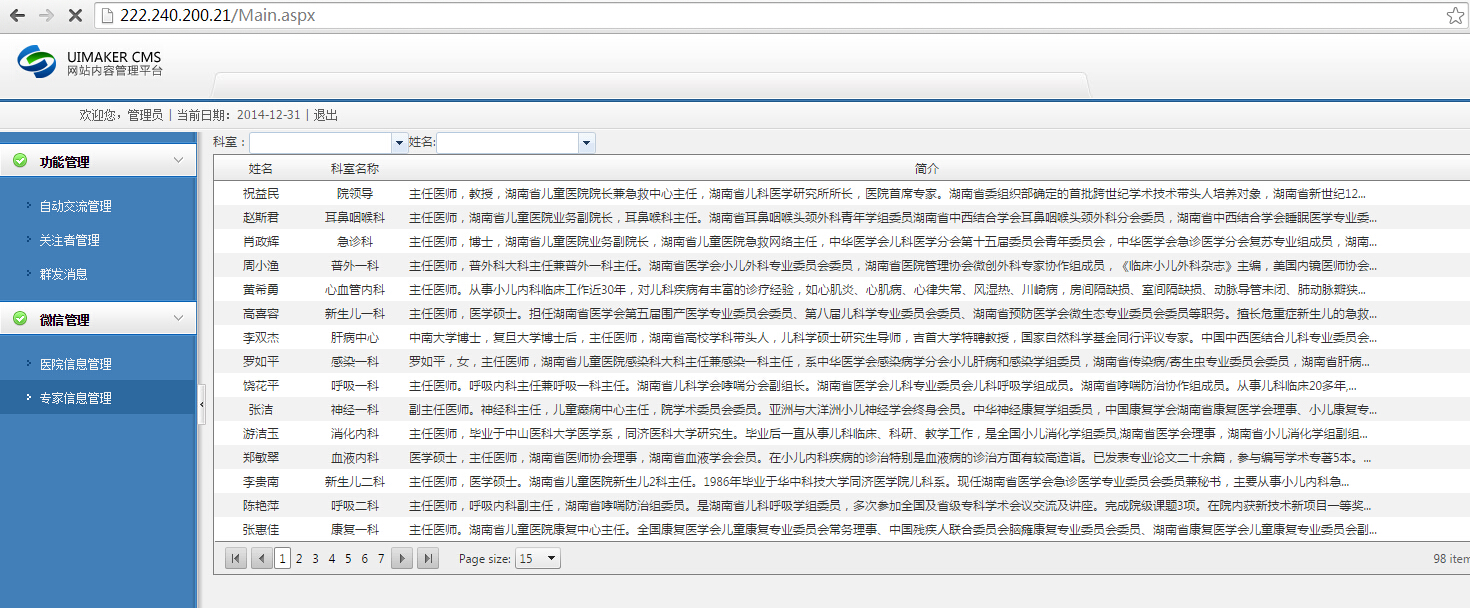 222.240.200.21/Main.aspx
UIMAKER CMS
网站内容管理平台
欢迎您，管理员 | 当前日期：2014-12-31 | 退出
功能管理
自动交流管理
关注者管理
群发消息
微信管理
医院信息管理
专家信息管理
科室： 姓名:
姓名 科室名称 简介
祝益民 院领导 主任医师，教授，湖南省儿童医院院长兼急救中心主任，湖南省儿科医学研究所所长，医院首席专家。湖南省委组织部确定的首批跨世纪学术技术带头人培养对象，湖南省新世纪12...
赵斯君 耳鼻咽喉科 主任医师，湖南省儿童医院业务副院长，耳鼻喉科主任。湖南省耳鼻咽喉头颈外科青年学组委员湖南省中西结合学会耳鼻咽喉头颈外科分会委员，湖南省中西结合学会睡眠医学专业委...
肖政辉 急诊科 主任医师，博士，湖南省儿童医院业务副院长，湖南省儿童医院急救网络主任，中华医学会儿科医学分会第十五届委员会青年委员会，中华医学会急诊医学分会复苏专业组成员，湖南...
周小渔 普外一科 主任医师，普外科大科主任兼普外一科主任。湖南省医学会小儿外科专业委员会委员，湖南省医院管理协会微创外科专家协作组成员，《临床小儿外科杂志》主编，美国内镜医师协会...
黄希勇 心血管内科 主任医师。从事小儿内科临床工作近30年，对儿科疾病有丰富的诊疗经验，如心肌炎、心肌病、心律失常、风湿热、川崎病，房间隔缺损、室间隔缺损、动脉导管未闭、肺动脉瓣狭...
高喜容 新生儿一科 主任医师，医学硕士。担任湖南省医学会第五届围产医学专业委员会委员、第八届儿科学专业委员会委员、湖南省预防医学会微生态专业委员会委员等职务。擅长危重症新生儿的急救...
李双杰 肝病中心 中南大学博士，复旦大学博士后，主任医师，湖南省高校学科带头人，儿科学硕士研究生导师，吉首大学特聘教授，国家自然科学基金同行评议专家。中国中西医结合儿科专业委员会...
罗如平 感染一科 罗如平，女，主任医师，湖南省儿童医院感染科大科主任兼感染一科主任，系中华医学会感染病学分会小儿肝病和感染学组委员，湖南省传染病/寄生虫专业委员会委员，湖南省肝病...
饶花平 呼吸一科 主任医师。呼吸内科主任兼呼吸一科主任。湖南省儿科学会哮喘分会副组长。湖南省医学会儿科专业委员会儿科呼吸学组成员。湖南省哮喘防治协作组成员。从事儿科临床20多年,...
张洁 神经一科 副主任医师。神经科主任，儿童癫痫中心主任，院学术委员会委员。亚洲与大洋洲小儿神经学会终身会员。中华神经康复学组委员，中国康复学会湖南省康复医学会理事、小儿康复专...
游洁玉 消化内科 主任医师，毕业于中山医科大学医学系，同济医科大学研究生。毕业后一直从事儿科临床、科研、教学工作，是全国小儿消化学组委员,湖南省医学会理事，湖南省小儿消化学组副组...
郑敏翠 血液内科 医学硕士，主任医师，湖南省医师协会理事，湖南省血液学会会员。在小儿内科疾病的诊治特别是血液病的诊治方面有较高造诣。已发表专业论文二十余篇，参与编写学术专著5本。...
李贵南 新生儿二科 主任医师，医学硕士。湖南省儿童医院新生儿2科主任。1986年毕业于华中科技大学同济医学院儿科系。现任湖南省医学会急诊医学专业委员会委员兼秘书，主要从事小儿内科急...
陈艳萍 呼吸二科 主任医师，呼吸内科副主任，湖南省哮喘防治组委员。是湖南省儿科呼吸学组委员，多次参加全国及省级专科学术会议交流及讲座。完成院级课题3项。在院内获新技术新项目一等奖...
张惠佳 康复一科 主任医师。湖南省儿童医院康复中心主任。全国康复医学会儿童康复专业委员会常务理事、中国残疾人联合委员会脑瘫康复专业委员会委员、湖南省康复医学会儿童康复专业委员会副...
1 2 3 4 5 6 7 Page size: 15 98 item